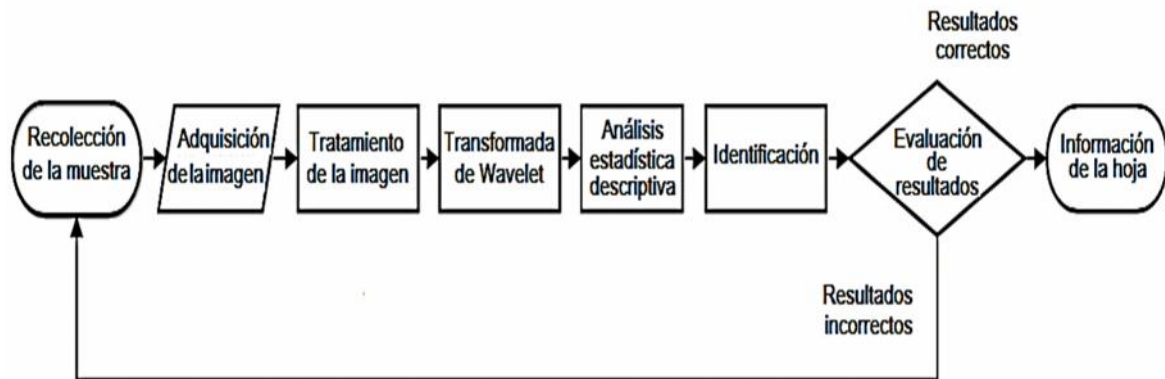 Recolección
de la muestra
Adquisición
de la imagen
Tratamiento
de la imagen
Transformada
de Wavelet
Análisis
estadística
descriptiva
Identificación
Evaluación
de
resultados
Resultados
correctos
Información
de la hoja
Resultados
incorrectos